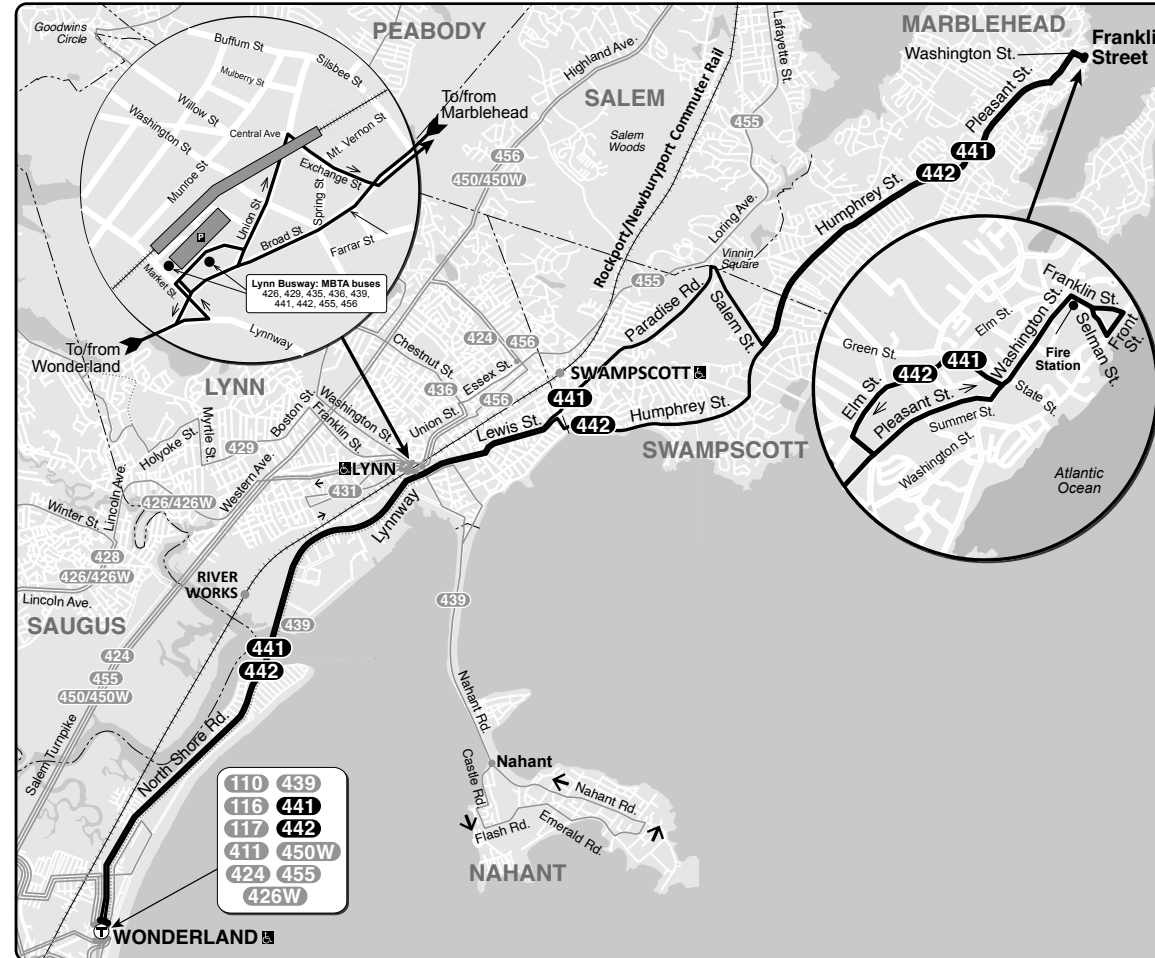 Goodwins
Circle
PEABODY
Buffum St
Silsbee St
Mulberry St
Willow St
Washington St
Central Ave
Mt. Vernon St
Munroe St
Exchange St
Union St
Spring St
Broad St
Farrar St
P
Market St.
Lynn Busway: MBTA buses
426, 429, 435, 436, 439,
441, 442, 455, 456
Lynnway
To/from
Marblehead
To/from
Wonderland
Highland Ave.
SALEM
Salem
Woods
456
450/450W
Rockport/Newburyport Commuter Rail
Lafayette St.
455
Loring Ave.
Vinnin
Square
455
MARBLEHEAD
Washington St.
Frankli
Street
Pleasant St.
441
442
Humphrey St.
Paradise Rd.
Salem St.
Franklin St.
Front
St.
Selman St.
Washington St.
Elm St.
Green St.
Fire
Station
441
442
Elm St.
Pleasant St.
State St.
Summer St.
Washington St.
Atlantic
Ocean
LYNN
Chestnut St.
424
456
Essex St.
436
456
SWAMPSCOTT
441
442
Humphrey St.
SWAMPSCOTT
Union St.
Lewis St.
Washington St.
Franklin St.
Boston St.
Myrtle St.
Holyoke St.
429
Western Ave.
LYNN
431
426/426W
Lynnway
Lincoln Ave.
Winter St.
428
426/426W
Lincoln Ave.
SAUGUS
RIVER
WORKS
439
439
441
442
424
455
450/450W
Salem Turnpike
North Shore Rd.
Nahant Rd.
Nahant
Castle Rd.
Nahant Rd.
Flash Rd.
Emerald Rd.
NAHANT
110 439
116 441
117 442
411 450W
424 455
426W
T
WONDERLAND